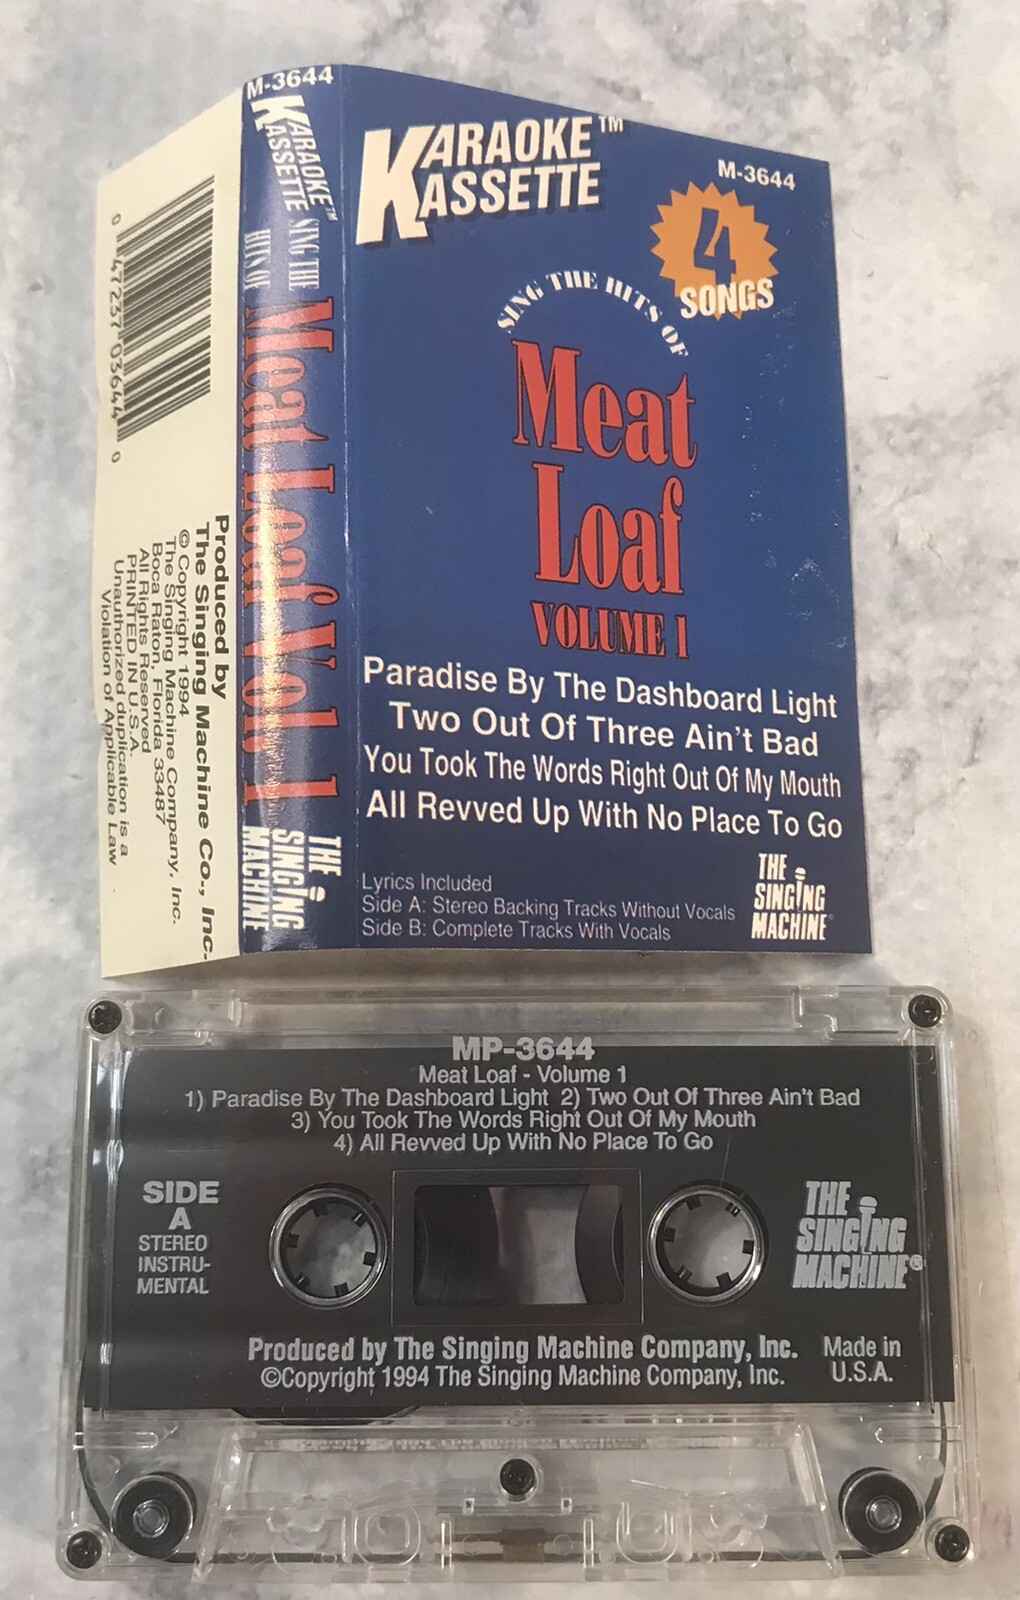 M-3644
KARAOKE™
KASSETTE
SING THE
HITS OF
Meat Loaf Vol. 1
THE
SINGING
MACHINE
0 47237 03644 0
Produced by
The Singing Machine Co., Inc.
© Copyright 1994
The Singing Machine Company, Inc.
Boca Raton, Florida 33487
All Rights Reserved
PRINTED IN U.S.A.
Unauthorized duplication is a
Violation of Applicable Law
KARAOKE™
KASSETTE
M-3644
4
SONGS
SING THE HITS OF
Meat
Loaf
VOLUME 1
Paradise By The Dashboard Light
Two Out Of Three Ain't Bad
You Took The Words Right Out Of My Mouth
All Revved Up With No Place To Go
Lyrics Included
Side A: Stereo Backing Tracks Without Vocals
Side B: Complete Tracks With Vocals
THE
SINGING
MACHINE®
MP-3644
Meat Loaf - Volume 1
1) Paradise By The Dashboard Light 2) Two Out Of Three Ain't Bad
3) You Took The Words Right Out Of My Mouth
4) All Revved Up With No Place To Go
SIDE
A
STEREO
INSTRU-
MENTAL
THE
SINGING
MACHINE®
Produced by The Singing Machine Company, Inc.
©Copyright 1994 The Singing Machine Company, Inc.
Made in
U.S.A.